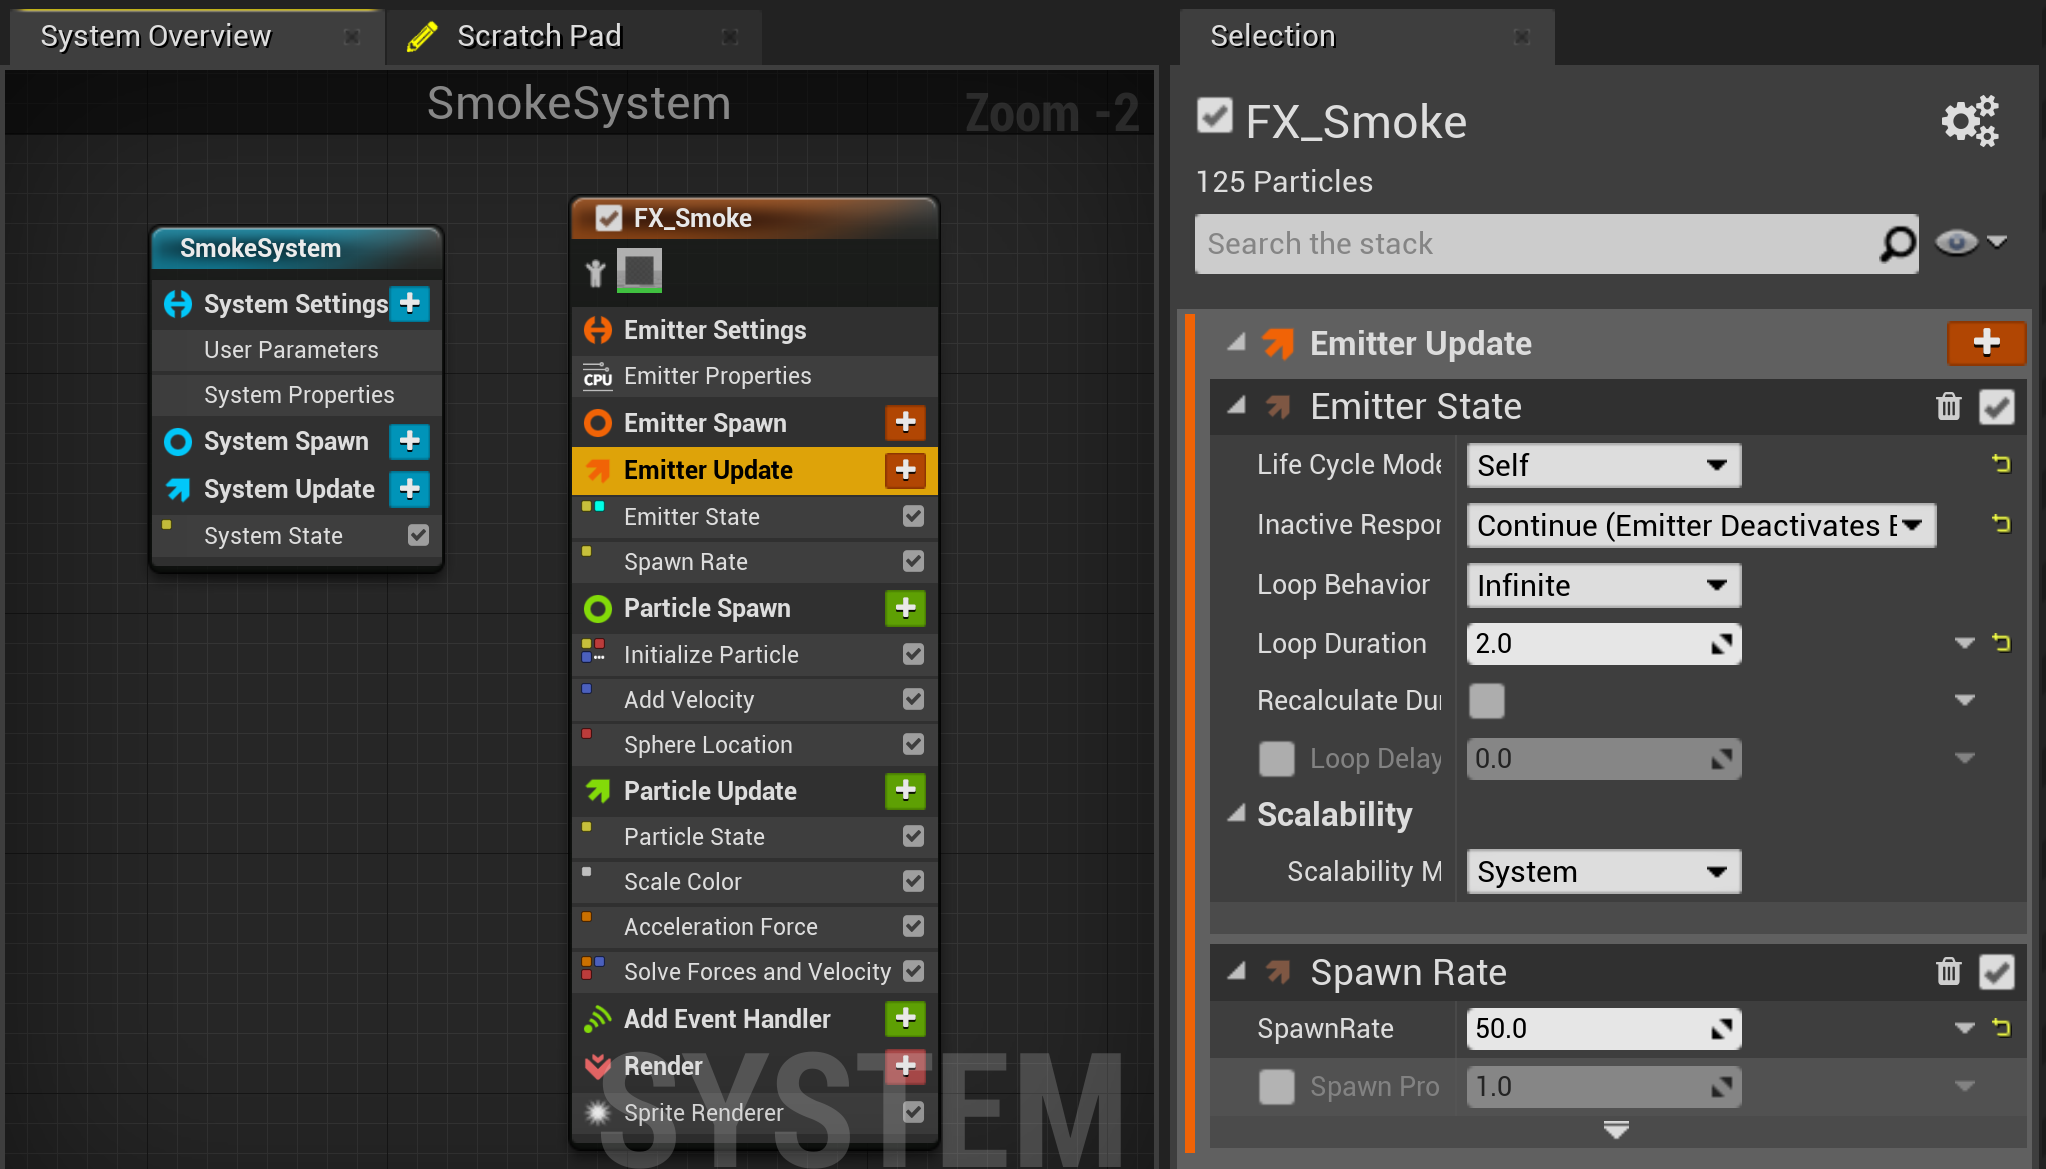 System Overview
Scratch Pad
SmokeSystem
Zoom -2
SmokeSystem
System Settings
User Parameters
System Properties
System Spawn
System Update
System State
FX_Smoke
Emitter Settings
CPU
Emitter Properties
Emitter Spawn
Emitter Update
Emitter State
Spawn Rate
Particle Spawn
Initialize Particle
Add Velocity
Sphere Location
Particle Update
Particle State
Scale Color
Acceleration Force
Solve Forces and Velocity
Add Event Handler
Render
Sprite Renderer
SYSTEM
Selection
FX_Smoke
125 Particles
Search the stack
Emitter Update
Emitter State
Life Cycle Mode Self
Inactive Respon Continue (Emitter Deactivates E
Loop Behavior Infinite
Loop Duration 2.0
Recalculate Du
Loop Delay 0.0
Scalability
Scalability M System
Spawn Rate
SpawnRate 50.0
Spawn Pro 1.0